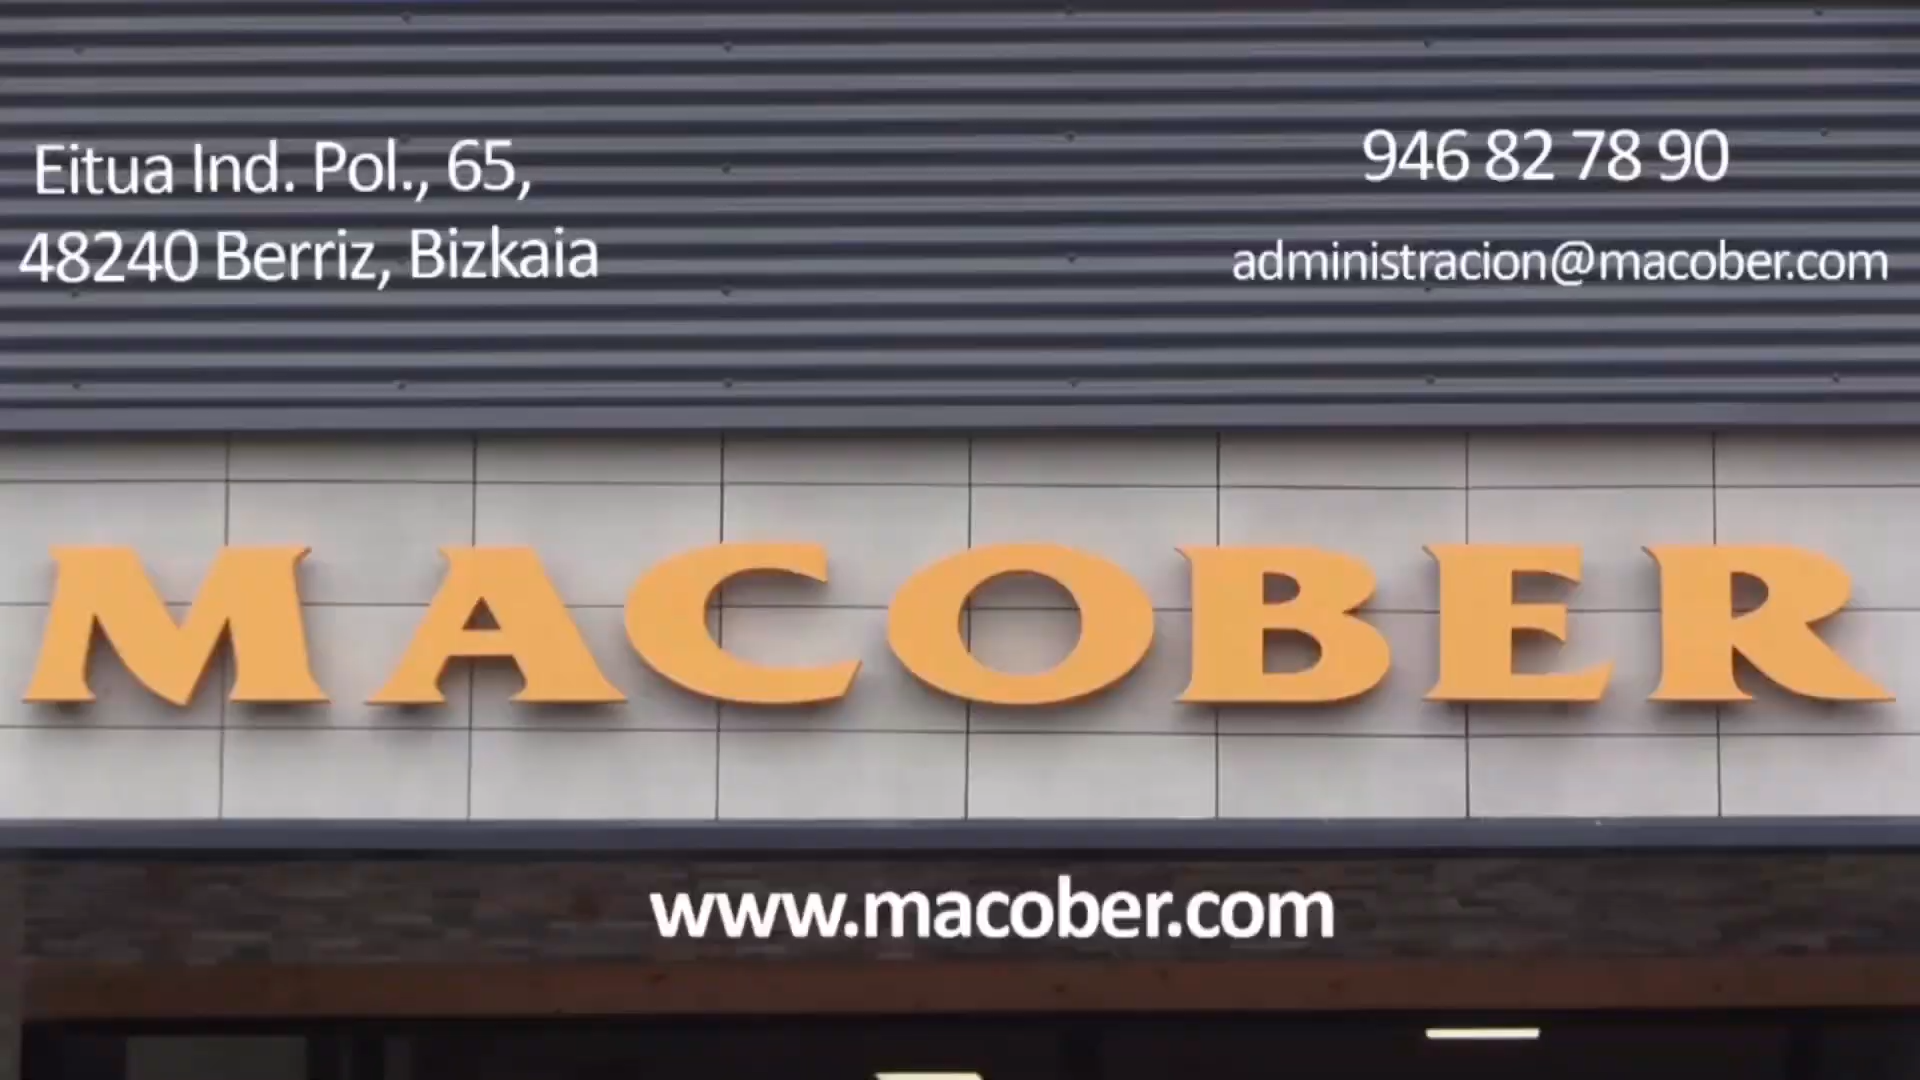 Eitua Ind. Pol., 65,
48240 Berriz, Bizkaia
946 82 78 90
administracion@macober.com
MACOBER
www.macober.com